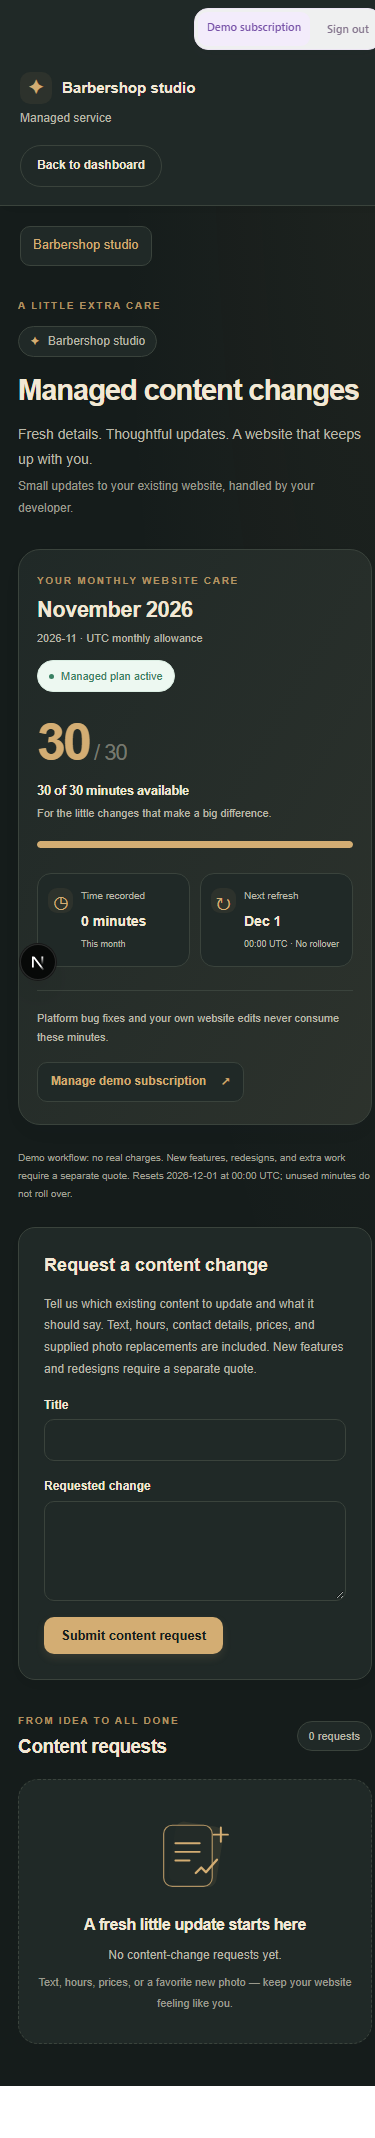 Demo subscription
Sign out
Barbershop studio
Managed service
Back to dashboard
Barbershop studio
A LITTLE EXTRA CARE
Barbershop studio
Managed content changes
Fresh details. Thoughtful updates. A website that keeps
up with you.
Small updates to your existing website, handled by your
developer.
YOUR MONTHLY WEBSITE CARE
November 2026
2026-11 · UTC monthly allowance
Managed plan active
30 / 30
30 of 30 minutes available
For the little changes that make a big difference.
Time recorded
0 minutes
This month
Next refresh
Dec 1
00:00 UTC · No rollover
N
Platform bug fixes and your own website edits never consume
these minutes.
Manage demo subscription ↗
Demo workflow: no real charges. New features, redesigns, and extra work
require a separate quote. Resets 2026-12-01 at 00:00 UTC; unused minutes do
not roll over.
Request a content change
Tell us which existing content to update and what it
should say. Text, hours, contact details, prices, and
supplied photo replacements are included. New features
and redesigns require a separate quote.
Title
Requested change
Submit content request
FROM IDEA TO ALL DONE
Content requests
0 requests
A fresh little update starts here
No content-change requests yet.
Text, hours, prices, or a favorite new photo — keep your website
feeling like you.